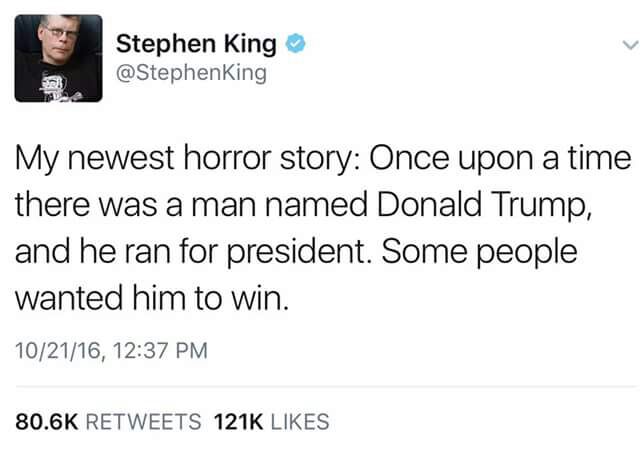 Stephen King
@StephenKing
My newest horror story: Once upon a time
there was a man named Donald Trump,
and he ran for president. Some people
wanted him to win.
10/21/16, 12:37 PM
80.6K RETWEETS 121K LIKES